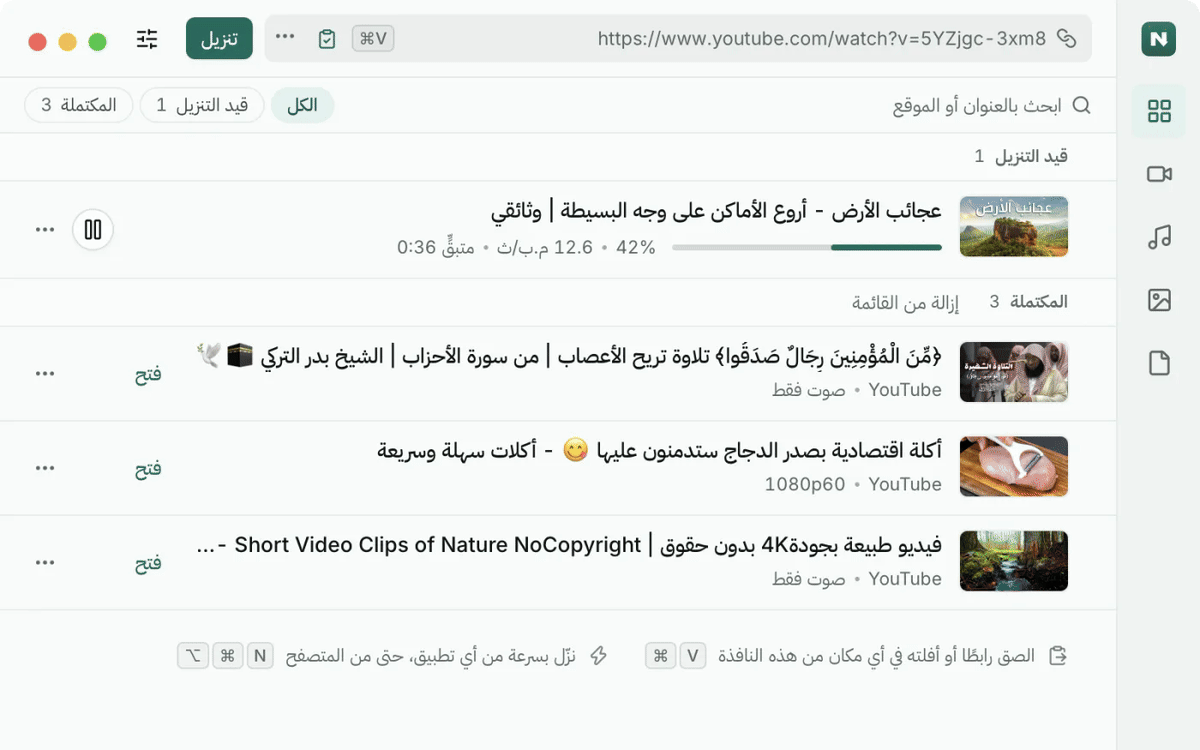 https://www.youtube.com/watch?v=5YZjgc-3xm8 ⌘V ••• تنزيل
ابحث بالعنوان أو الموقع
الكل
قيد التنزيل 1
المكتملة 3
قيد التنزيل 1
عجائب الأرض
عجائب الأرض - أروع الأماكن على وجه البسيطة | وثائقي
42% • 12.6 م.ب/ث • متبقٍّ 0:36
المكتملة 3 إزالة من القائمة
التلاوة الشهيرة
﴿مِّنَ الْمُؤْمِنِينَ رِجَالٌ صَدَقُوا﴾ تلاوة تريح الأعصاب | من سورة الأحزاب | الشيخ بدر التركي 🕋 🕊️
YouTube • صوت فقط
فتح
أكلة اقتصادية بصدر الدجاج ستدمنون عليها 😋 - أكلات سهلة وسريعة
YouTube • 1080p60
فتح
فيديو طبيعة بجودة4K بدون حقوق | Short Video Clips of Nature NoCopyright -...
YouTube • صوت فقط
فتح
الصق رابطًا أو أفلته في أي مكان من هذه النافذة ⌘ V
نزّل بسرعة من أي تطبيق، حتى من المتصفح ⌥ ⌘ N
N